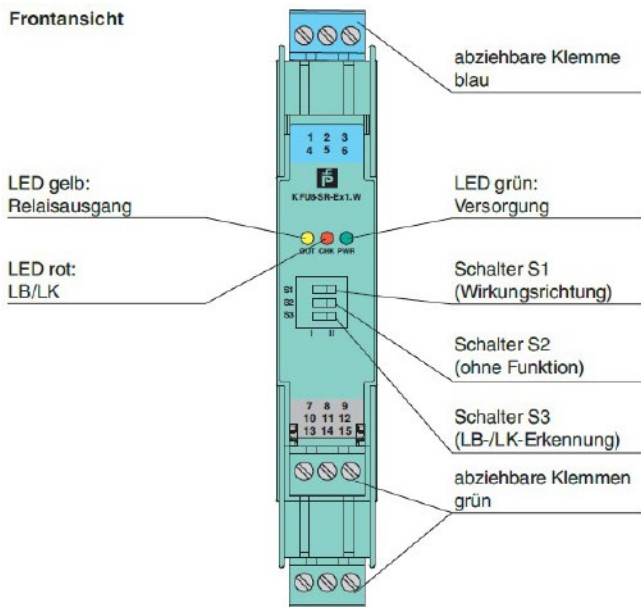 Frontansicht
abziehbare Klemme
blau
1 2 3
4 5 6
KFU8-SR-Ex1.W
LED gelb:
Relaisausgang
LED grün:
Versorgung
OUT CHK PWR
LED rot:
LB/LK
Schalter S1
(Wirkungsrichtung)
S1
S2
S3
I II
Schalter S2
(ohne Funktion)
Schalter S3
(LB-/LK-Erkennung)
7 8 9
10 11 12
13 14 15
abziehbare Klemmen
grün